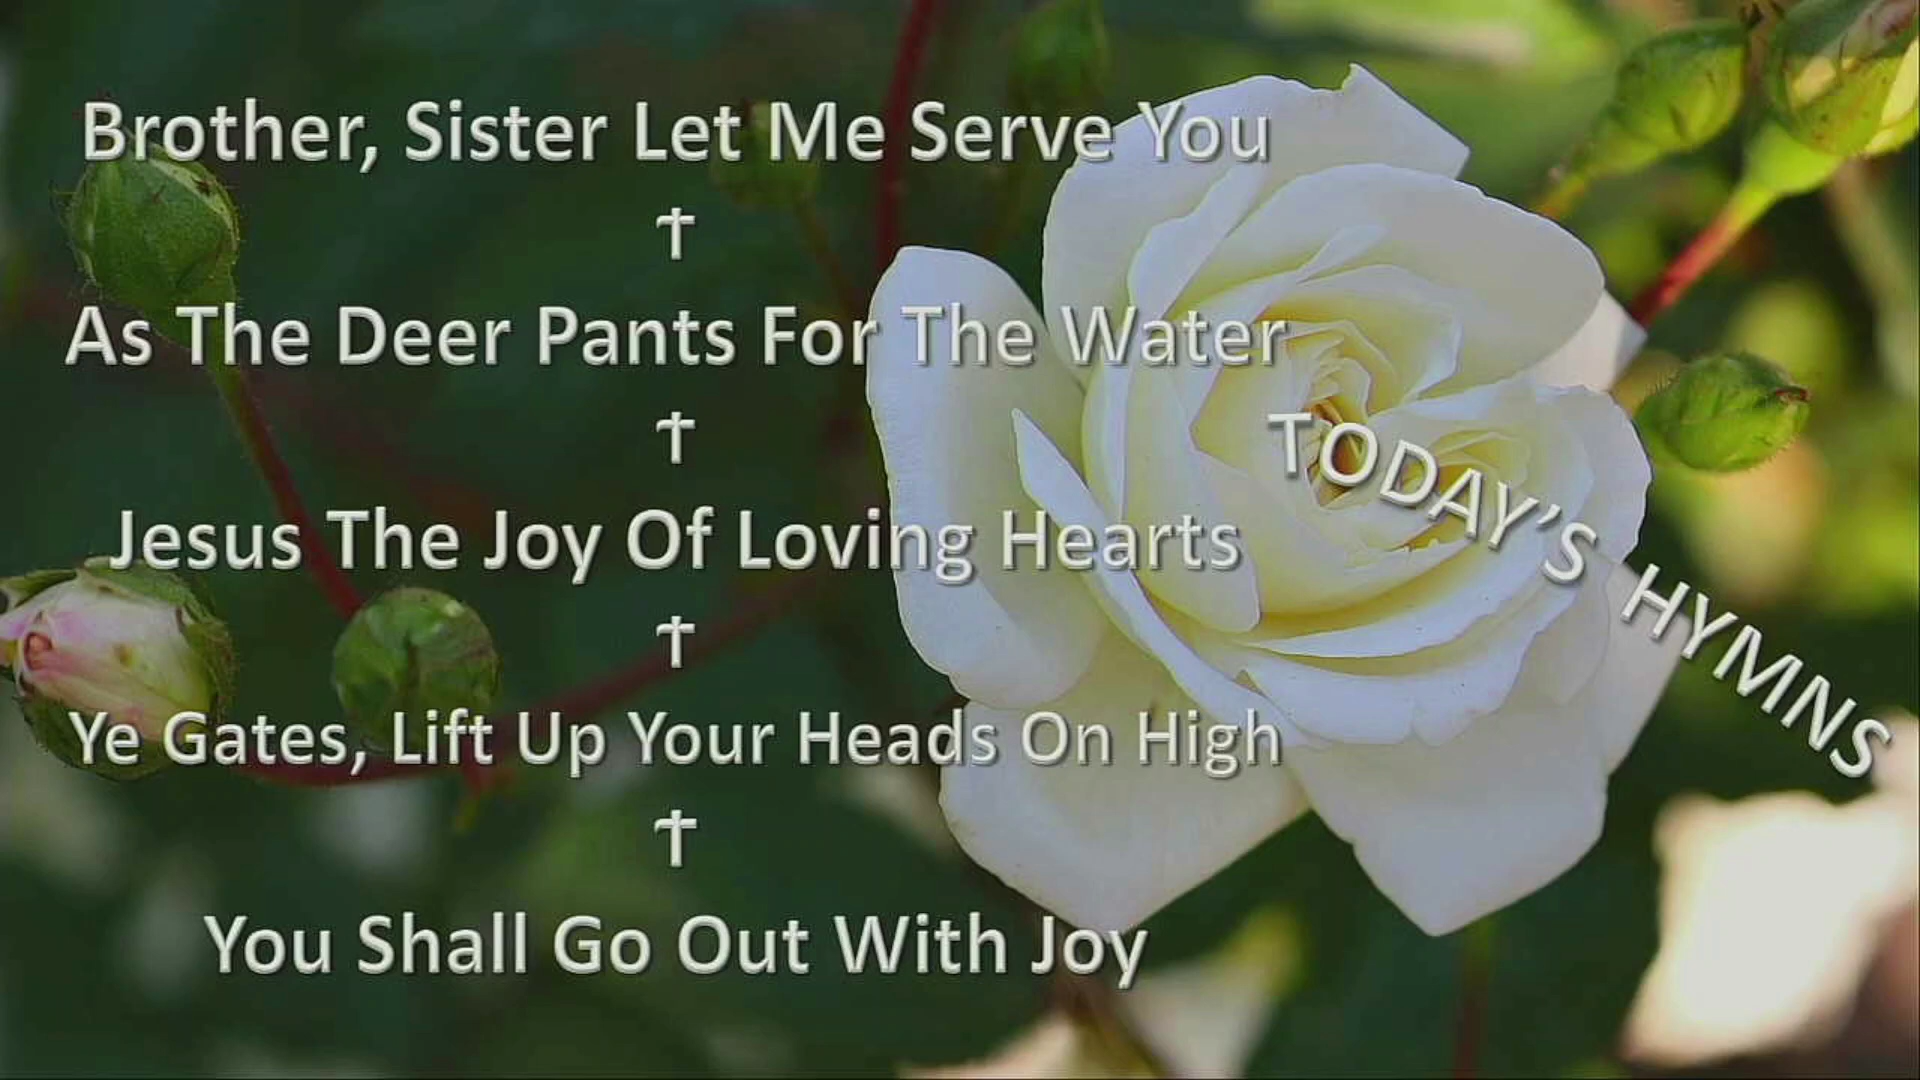 Brother, Sister Let Me Serve You
†
As The Deer Pants For The Water
†
Jesus The Joy Of Loving Hearts
†
Ye Gates, Lift Up Your Heads On High
†
You Shall Go Out With Joy
TODAY’S HYMNS